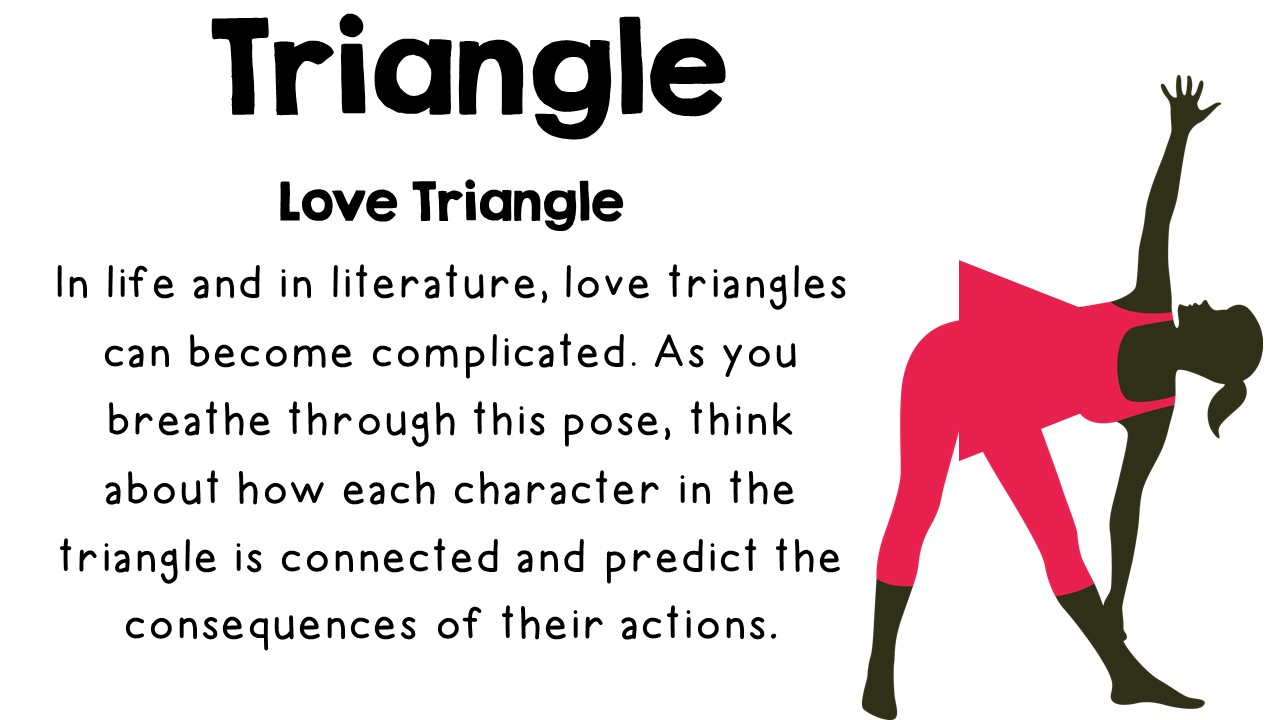 Triangle
Love Triangle
In life and in literature, love triangles
can become complicated. As you
breathe through this pose, think
about how each character in the
triangle is connected and predict the
consequences of their actions.